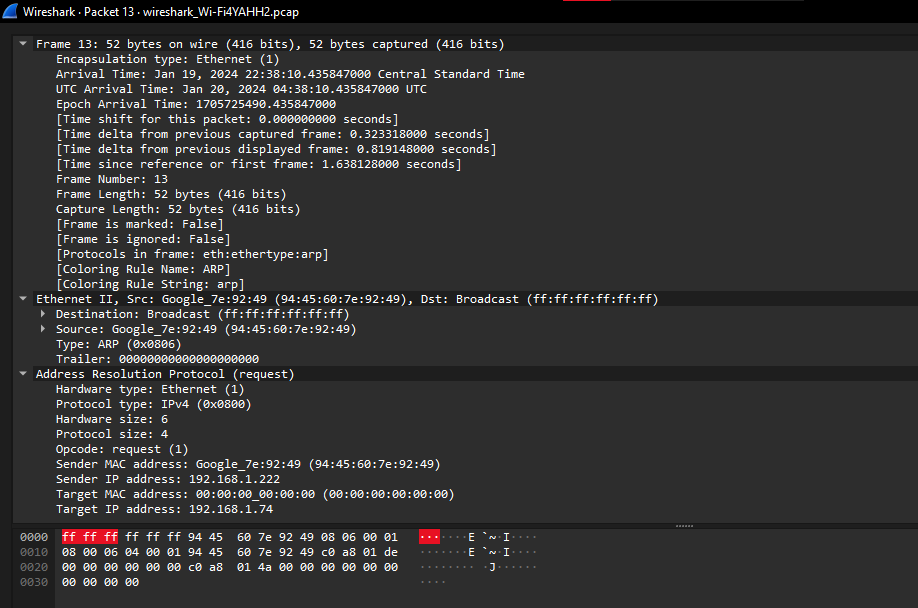 Wireshark · Packet 13 · wireshark_Wi-Fi4YAHH2.pcap
Frame 13: 52 bytes on wire (416 bits), 52 bytes captured (416 bits)
Encapsulation type: Ethernet (1)
Arrival Time: Jan 19, 2024 22:38:10.435847000 Central Standard Time
UTC Arrival Time: Jan 20, 2024 04:38:10.435847000 UTC
Epoch Arrival Time: 1705725490.435847000
[Time shift for this packet: 0.000000000 seconds]
[Time delta from previous captured frame: 0.323318000 seconds]
[Time delta from previous displayed frame: 0.819148000 seconds]
[Time since reference or first frame: 1.638128000 seconds]
Frame Number: 13
Frame Length: 52 bytes (416 bits)
Capture Length: 52 bytes (416 bits)
[Frame is marked: False]
[Frame is ignored: False]
[Protocols in frame: eth:ethertype:arp]
[Coloring Rule Name: ARP]
[Coloring Rule String: arp]
Ethernet II, Src: Google_7e:92:49 (94:45:60:7e:92:49), Dst: Broadcast (ff:ff:ff:ff:ff:ff)
Destination: Broadcast (ff:ff:ff:ff:ff:ff)
Source: Google_7e:92:49 (94:45:60:7e:92:49)
Type: ARP (0x0806)
Trailer: 00000000000000000000
Address Resolution Protocol (request)
Hardware type: Ethernet (1)
Protocol type: IPv4 (0x0800)
Hardware size: 6
Protocol size: 4
Opcode: request (1)
Sender MAC address: Google_7e:92:49 (94:45:60:7e:92:49)
Sender IP address: 192.168.1.222
Target MAC address: 00:00:00_00:00:00 (00:00:00:00:00:00)
Target IP address: 192.168.1.74
0000 ff ff ff ff ff ff 94 45 60 7e 92 49 08 06 00 01 ·······E `~·I····
0010 08 00 06 04 00 01 94 45 60 7e 92 49 c0 a8 01 de ·······E `~·I····
0020 00 00 00 00 00 00 c0 a8 01 4a 00 00 00 00 00 00 ········ ·J······
0030 00 00 00 00 ····